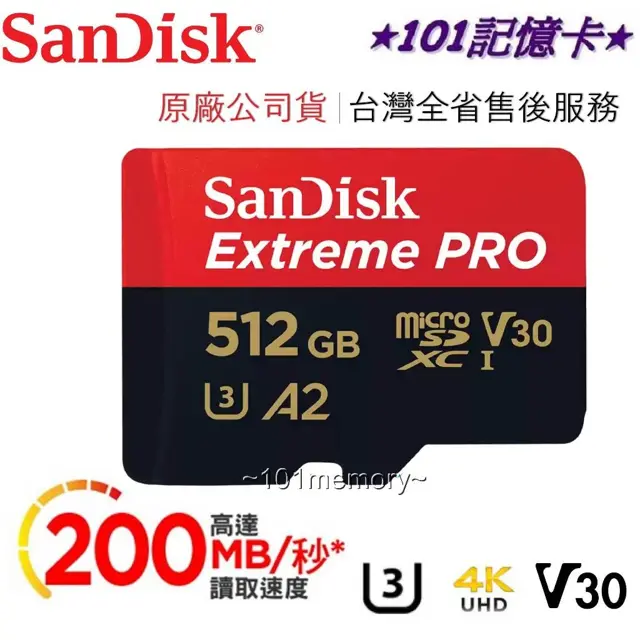 SanDisk®
★101記憶卡★
原廠公司貨|台灣全省售後服務
SanDisk
Extreme PRO
512 GB
micro SD XC I V30
U3 A2
~101memory~
高達
200 MB/秒*
讀取速度
U3 4K UHD V30